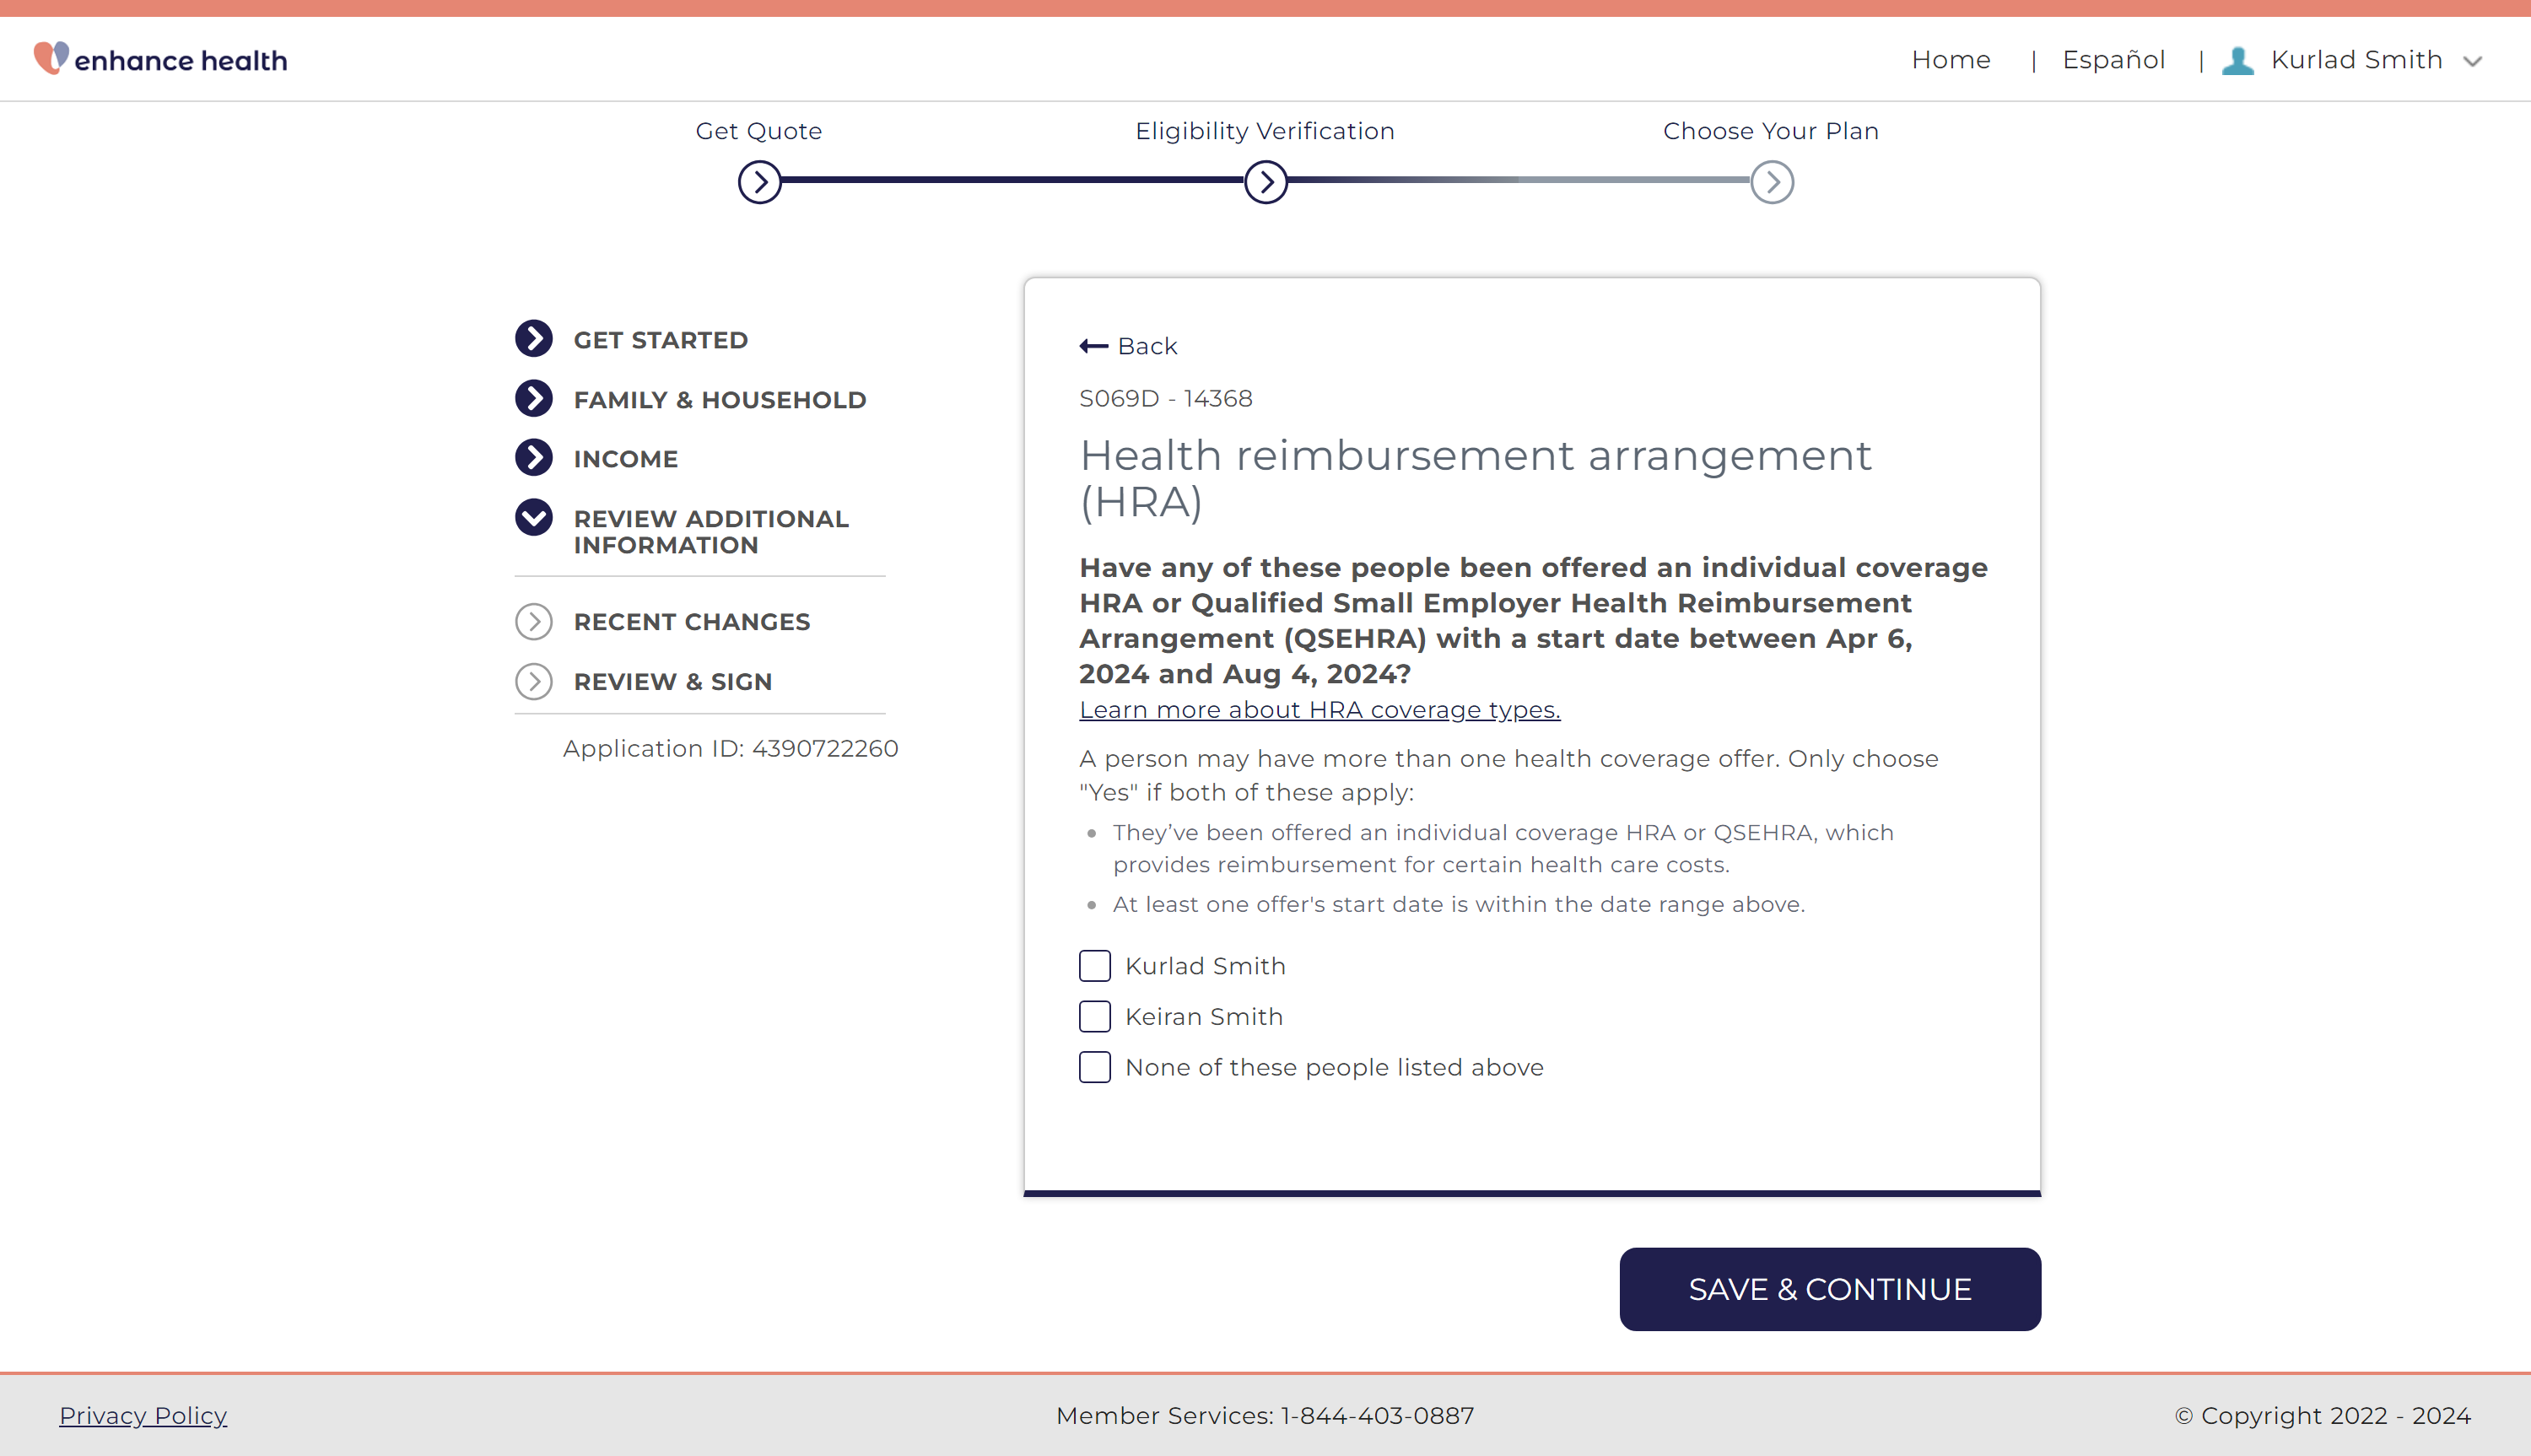 enhance health
Home | Español | Kurlad Smith
Get Quote
Eligibility Verification
Choose Your Plan
GET STARTED
FAMILY & HOUSEHOLD
INCOME
REVIEW ADDITIONAL
INFORMATION
RECENT CHANGES
REVIEW & SIGN
Application ID: 4390722260
Back
S069D - 14368
Health reimbursement arrangement
(HRA)
Have any of these people been offered an individual coverage
HRA or Qualified Small Employer Health Reimbursement
Arrangement (QSEHRA) with a start date between Apr 6,
2024 and Aug 4, 2024?
Learn more about HRA coverage types.
A person may have more than one health coverage offer. Only choose
"Yes" if both of these apply:
• They’ve been offered an individual coverage HRA or QSEHRA, which
provides reimbursement for certain health care costs.
• At least one offer's start date is within the date range above.
Kurlad Smith
Keiran Smith
None of these people listed above
SAVE & CONTINUE
Privacy Policy
Member Services: 1-844-403-0887
© Copyright 2022 - 2024